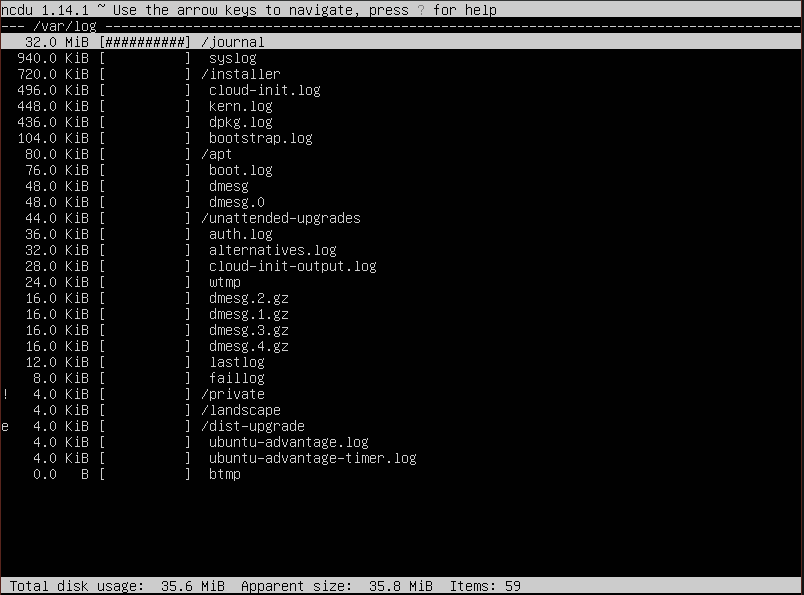 ncdu 1.14.1 ~ Use the arrow keys to navigate, press ? for help
--- /var/log ---------------------------------------------------------------------------------------
   32.0 MiB [##########] /journal
  940.0 KiB [          ]  syslog
  720.0 KiB [          ] /installer
  496.0 KiB [          ]  cloud-init.log
  448.0 KiB [          ]  kern.log
  436.0 KiB [          ]  dpkg.log
  104.0 KiB [          ]  bootstrap.log
   80.0 KiB [          ] /apt
   76.0 KiB [          ]  boot.log
   48.0 KiB [          ]  dmesg
   48.0 KiB [          ]  dmesg.0
   44.0 KiB [          ] /unattended-upgrades
   36.0 KiB [          ]  auth.log
   32.0 KiB [          ]  alternatives.log
   28.0 KiB [          ]  cloud-init-output.log
   24.0 KiB [          ]  wtmp
   16.0 KiB [          ]  dmesg.2.gz
   16.0 KiB [          ]  dmesg.1.gz
   16.0 KiB [          ]  dmesg.3.gz
   16.0 KiB [          ]  dmesg.4.gz
   12.0 KiB [          ]  lastlog
    8.0 KiB [          ]  faillog
!   4.0 KiB [          ] /private
    4.0 KiB [          ] /landscape
e   4.0 KiB [          ] /dist-upgrade
    4.0 KiB [          ]  ubuntu-advantage.log
    4.0 KiB [          ]  ubuntu-advantage-timer.log
    0.0   B [          ]  btmp
Total disk usage:  35.6 MiB  Apparent size:  35.8 MiB  Items: 59